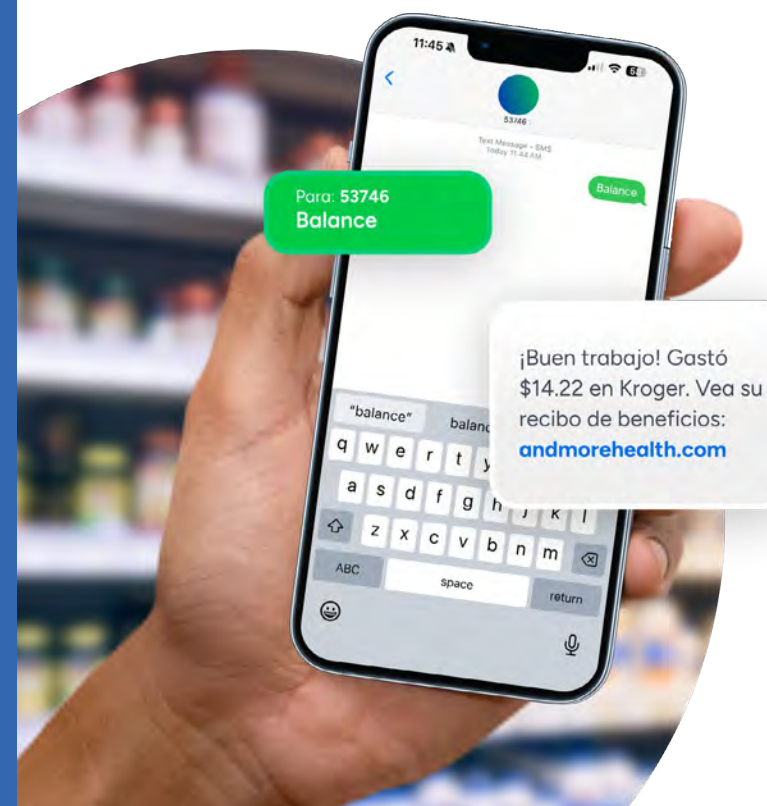 11:45
53746
Text Message • SMS
Today 11:44 AM
Balance
Para: 53746
Balance
¡Buen trabajo! Gastó
$14.22 en Kroger. Vea su
recibo de beneficios:
andmorehealth.com
"balance"
q w e r t y
a s d f g h j k l
z x c v b n m
ABC
space
return